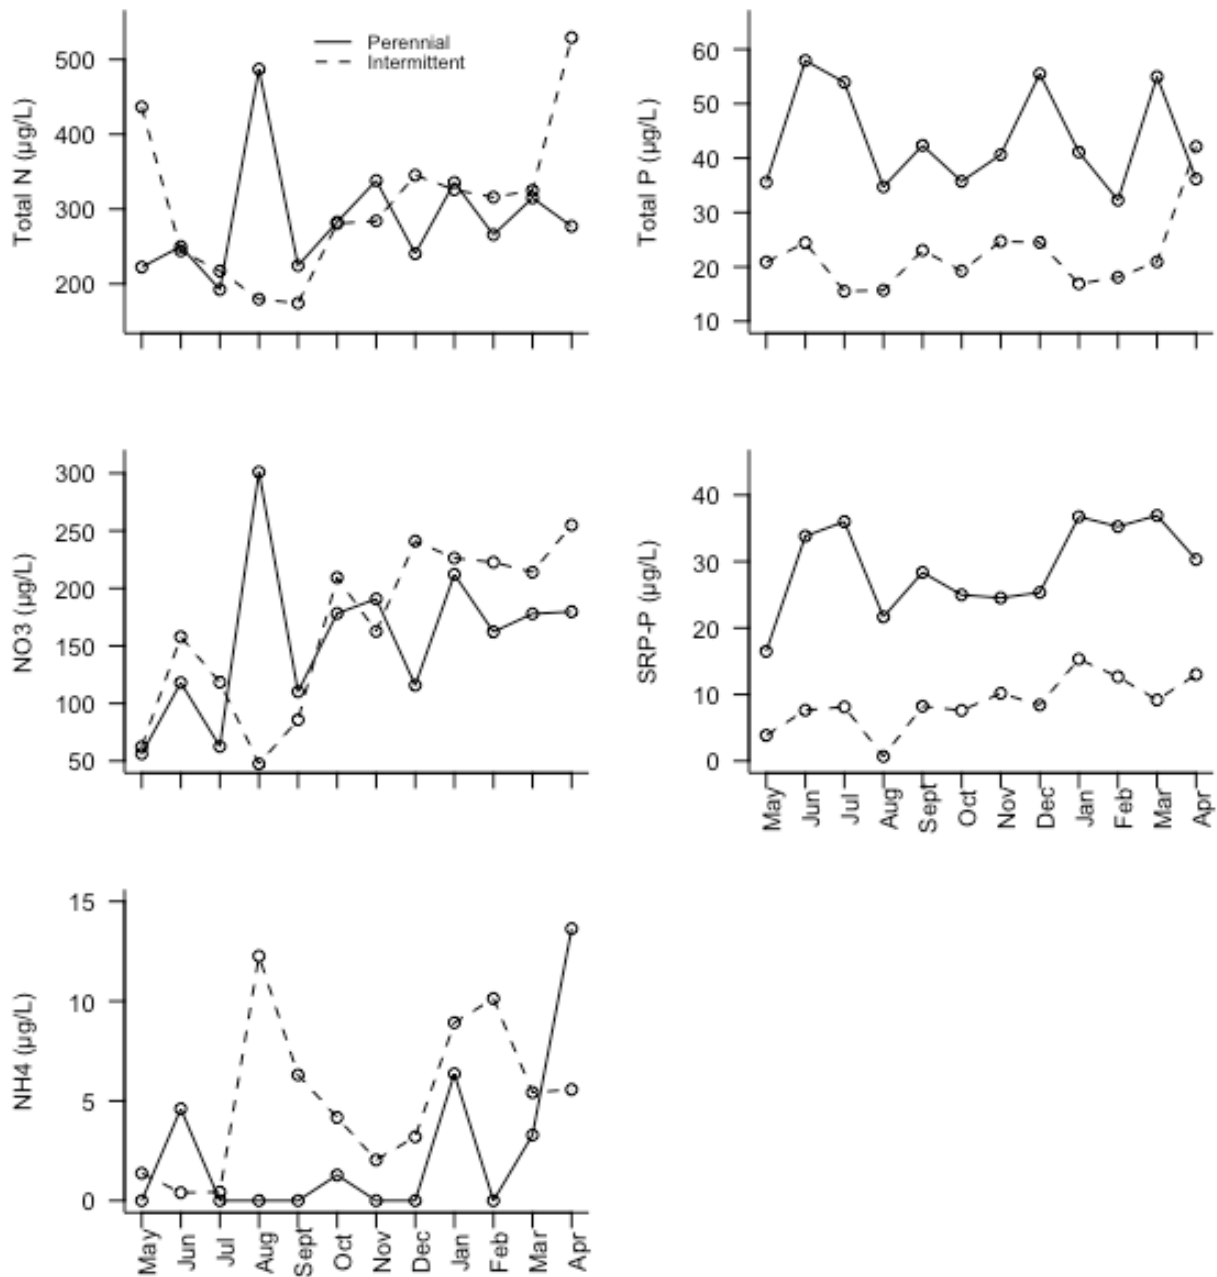 Total N (µg/L)
500
400
300
200
Perennial
Intermittent
Total P (µg/L)
60
50
40
30
20
10
NO3 (µg/L)
300
250
200
150
100
50
SRP-P (µg/L)
40
30
20
10
0
May
Jun
Jul
Aug
Sept
Oct
Nov
Dec
Jan
Feb
Mar
Apr
NH4 (µg/L)
15
10
5
0
May
Jun
Jul
Aug
Sept
Oct
Nov
Dec
Jan
Feb
Mar
Apr